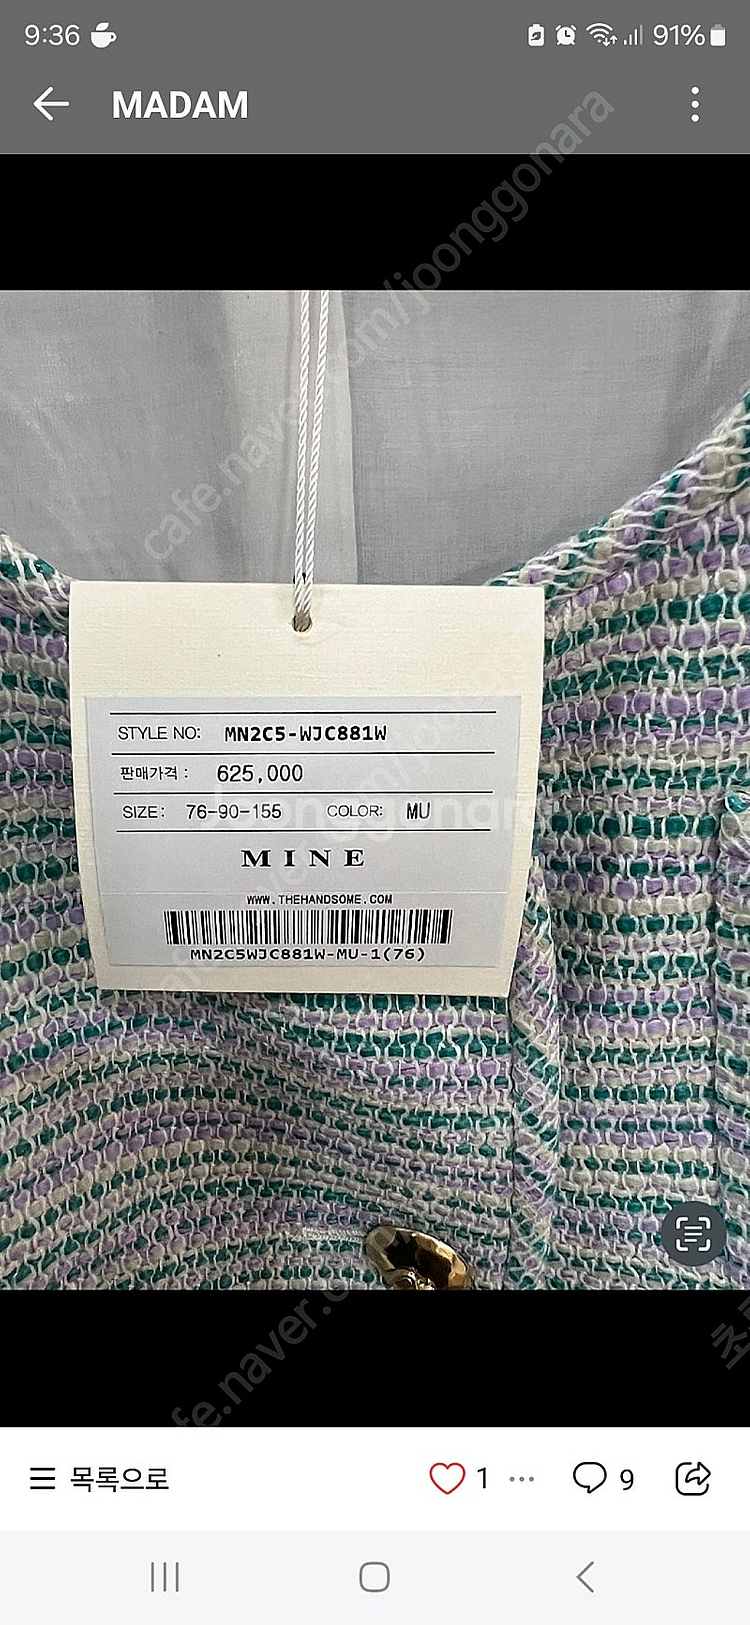 9:36
91%
MADAM
cafe.naver.com/joonggonara
STYLE NO: MN2C5-WJC881W
판매가격 : 625,000
SIZE: 76-90-155 COLOR: MU
joonggonara
MINE
WWW.THEHANDSOME.COM
MN2C5WJC881W-MU-1(76)
목록으로
1
9